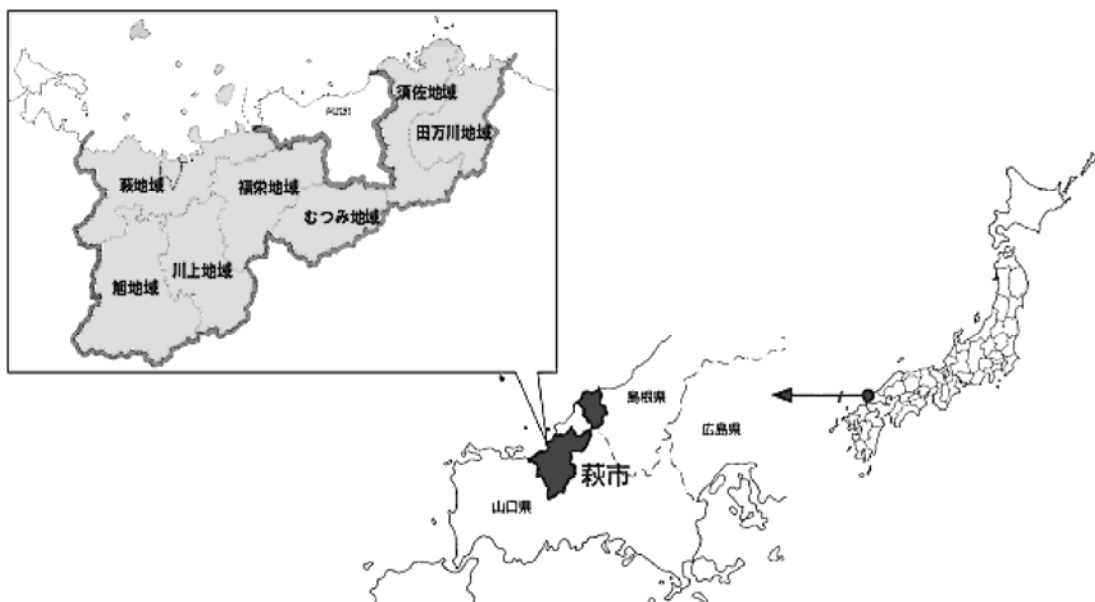 須佐地域
田万川地域
萩地域
福栄地域
むつみ地域
川上地域
旭地域
島根県
広島県
萩市
山口県